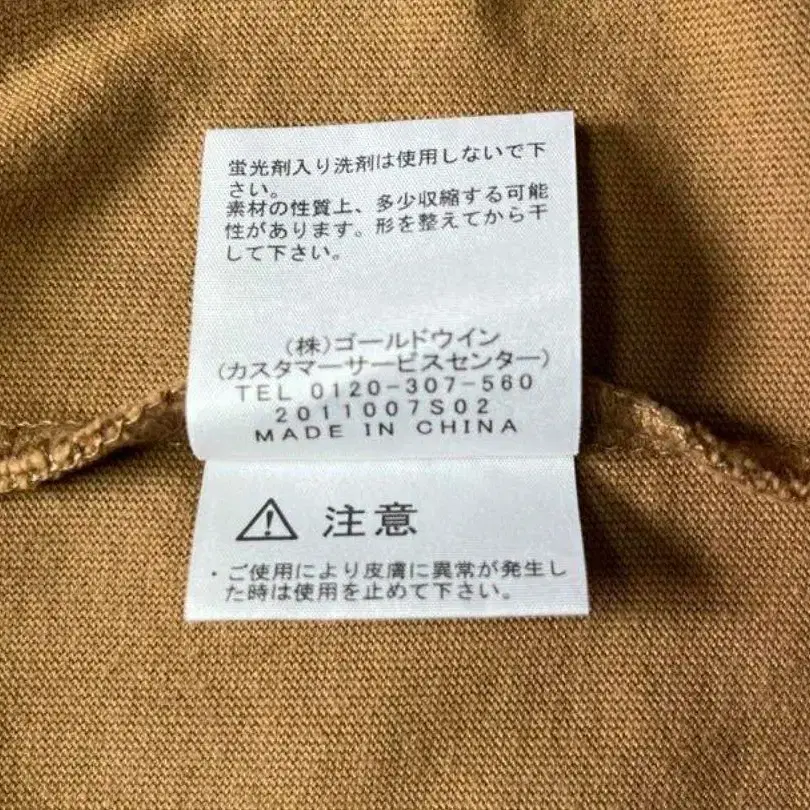 蛍光剤入り洗剤は使用しないで下
さい。
素材の性質上、多少収縮する可能
性があります。形を整えてから干
して下さい。
(株)ゴールドウイン
(カスタマーサービスセンター)
TEL 0120-307-560
2011007S02
MADE IN CHINA
注意
・ご使用により皮膚に異常が発生し
た時は使用を止めて下さい。